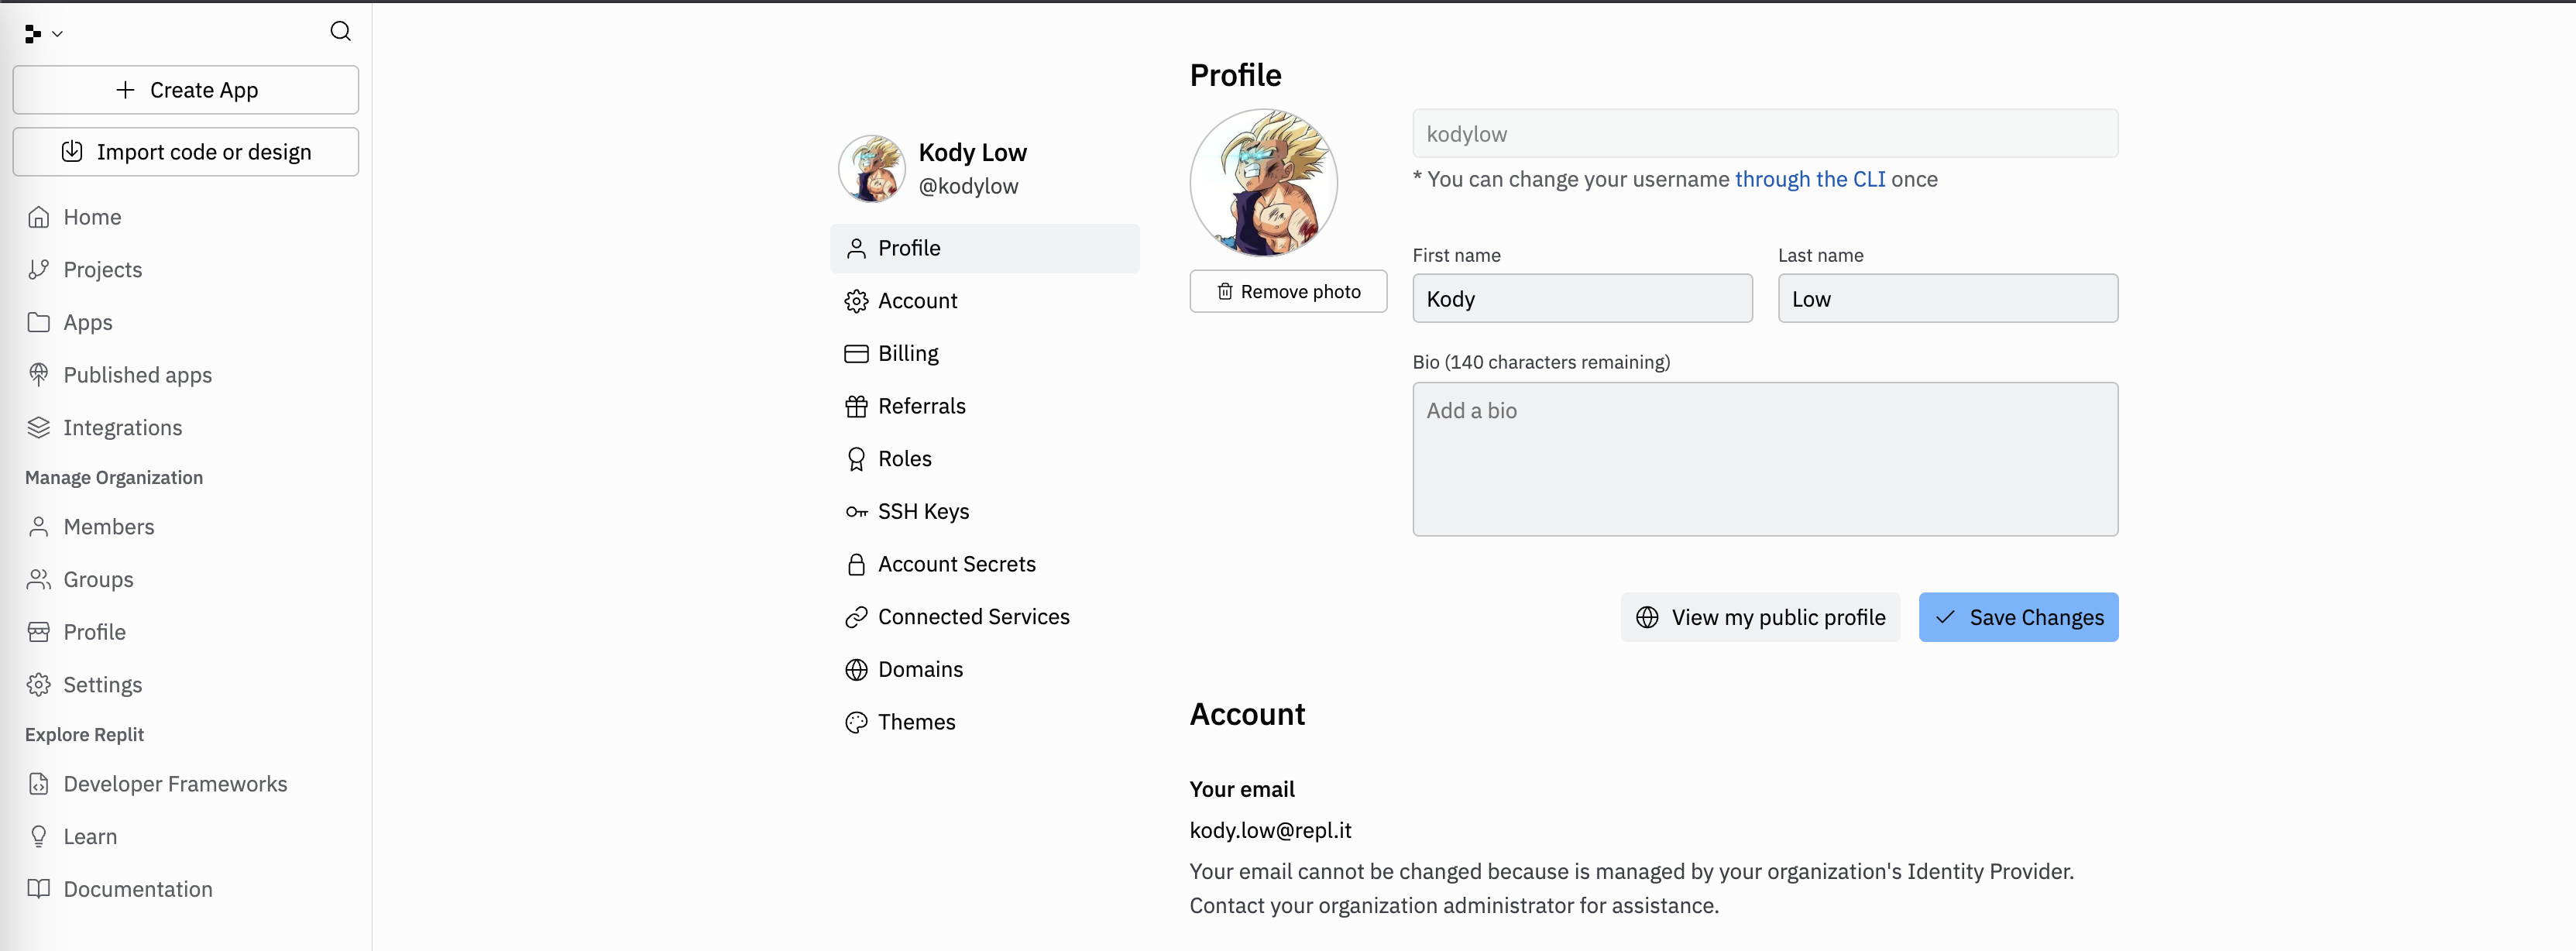 Create App
Import code or design
Home
Projects
Apps
Published apps
Integrations
Manage Organization
Members
Groups
Profile
Settings
Explore Replit
Developer Frameworks
Learn
Documentation
Kody Low
@kodylow
Profile
Account
Billing
Referrals
Roles
SSH Keys
Account Secrets
Connected Services
Domains
Themes
Profile
Remove photo
kodylow
* You can change your username through the CLI once
First name
Last name
Kody
Low
Bio (140 characters remaining)
Add a bio
View my public profile
Save Changes
Account
Your email
kody.low@repl.it
Your email cannot be changed because is managed by your organization's Identity Provider.
Contact your organization administrator for assistance.